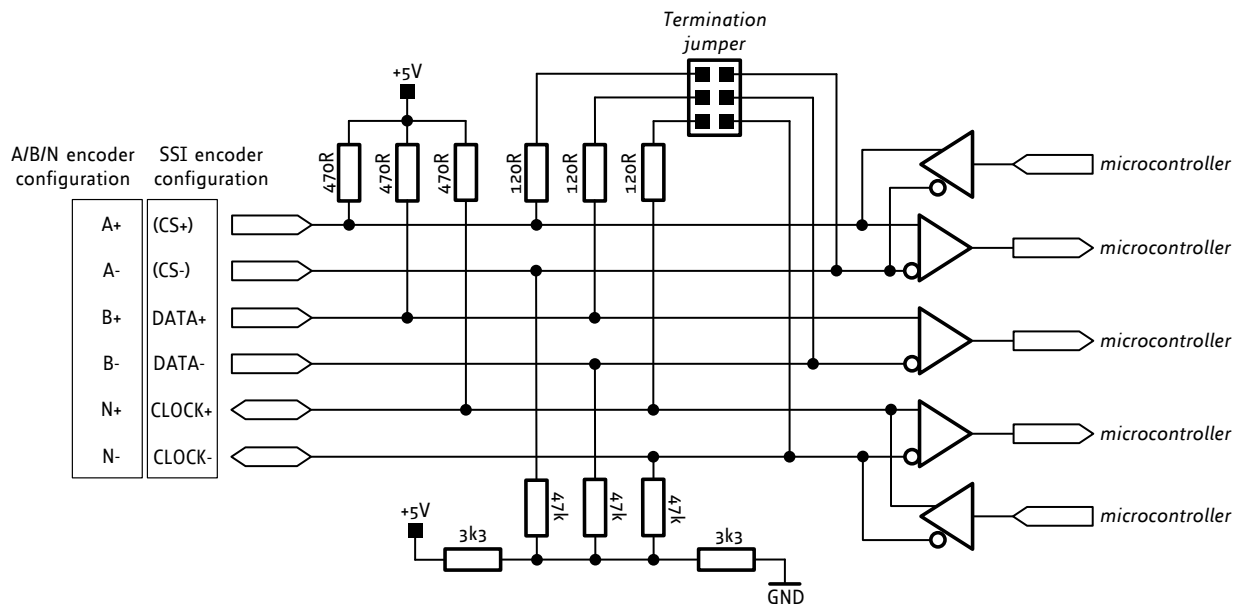 Termination
jumper
+5V
A/B/N encoder
configuration
SSI encoder
configuration
470R
470R
470R
120R
120R
120R
microcontroller
A+ (CS+)
microcontroller
A- (CS-)
B+ DATA+
microcontroller
B- DATA-
N+ CLOCK+
microcontroller
N- CLOCK-
47k
47k
47k
+5V
3k3
3k3
microcontroller
GND